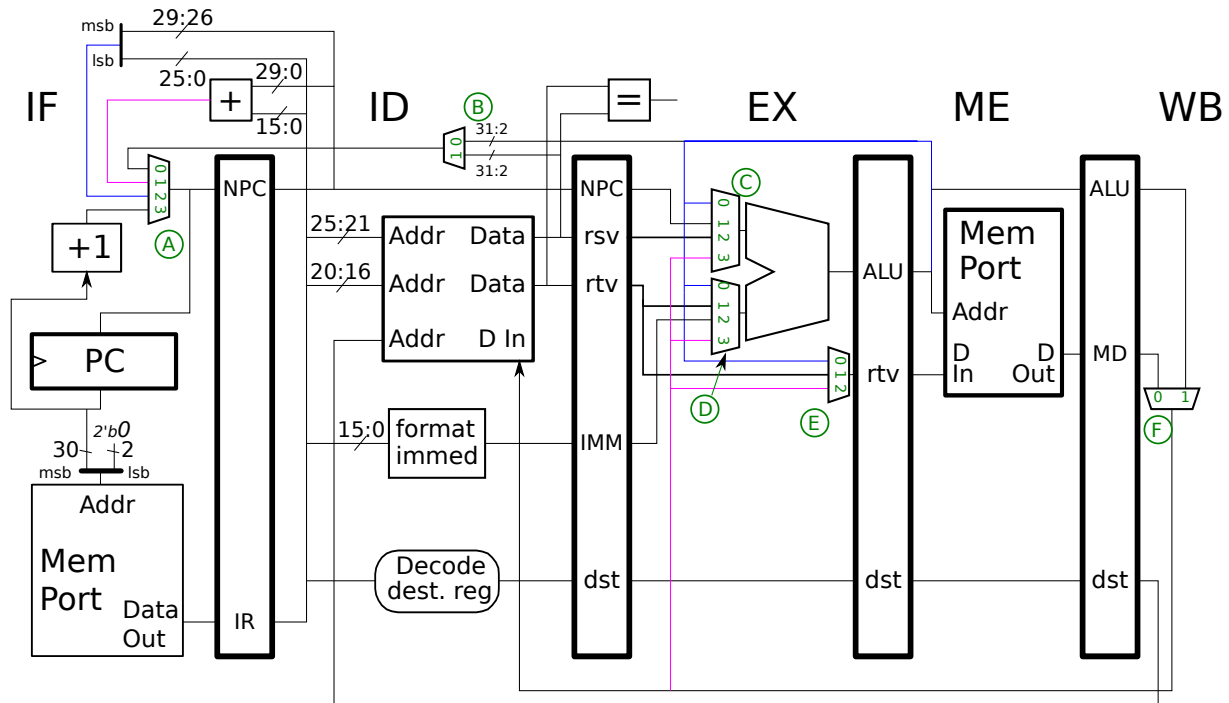 29:26
msb
lsb
25:0
29:0
+
15:0
IF
ID
=
EX
ME
WB
B
31:2
0
1
31:2
0
1
2
3
A
NPC
NPC
C
0
1
2
3
ALU
+1
25:21
Addr
Data
rsv
Mem
Port
20:16
Addr
Data
rtv
ALU
0
1
2
3
Addr
Addr
D In
PC
D
In
D
Out
MD
0
1
2
rtv
0
1
D
E
F
15:0
format
immed
IMM
2'b0
30
2
msb
lsb
Addr
Mem
Port
Data
Out
IR
Decode
dest. reg
dst
dst
dst